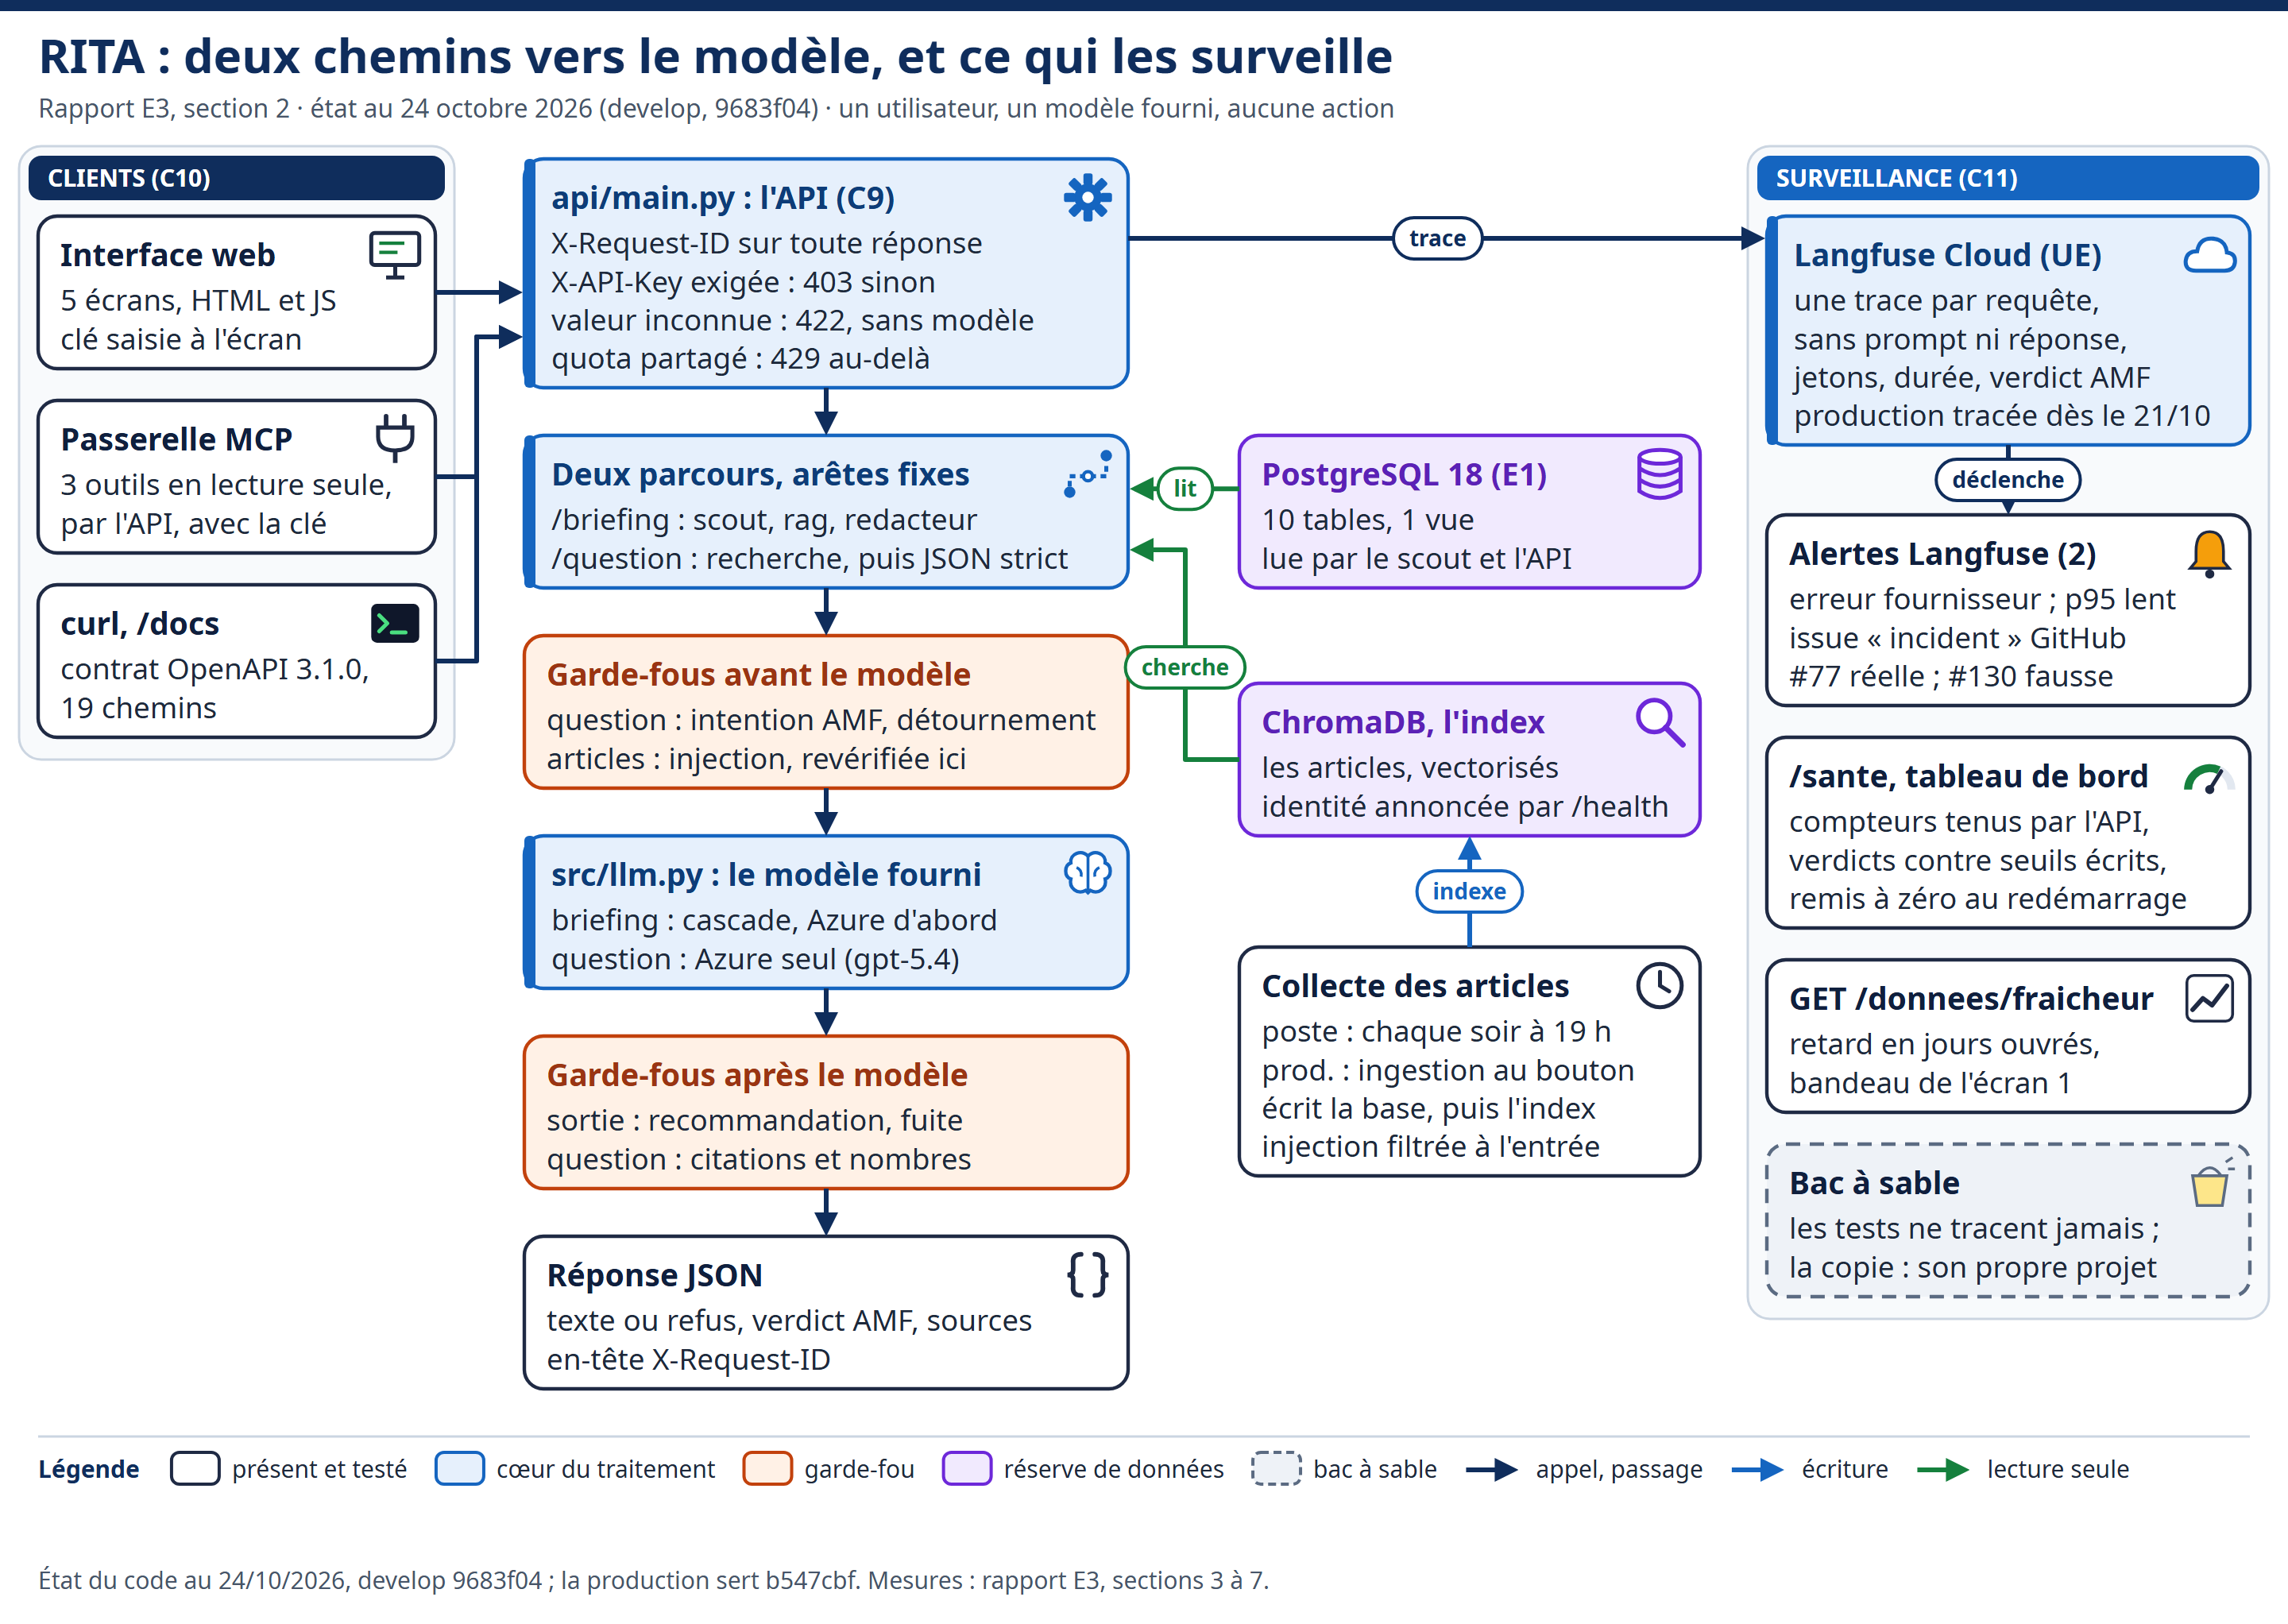 RITA : deux chemins vers le modèle, et ce qui les surveille
Rapport E3, section 2 · état au 24 octobre 2026 (develop, 9683f04) · un utilisateur, un modèle fourni, aucune action
CLIENTS (C10)
Interface web
5 écrans, HTML et JS
clé saisie à l'écran
Passerelle MCP
3 outils en lecture seule,
par l'API, avec la clé
curl, /docs
contrat OpenAPI 3.1.0,
19 chemins
api/main.py : l'API (C9)
X-Request-ID sur toute réponse
X-API-Key exigée : 403 sinon
valeur inconnue : 422, sans modèle
quota partagé : 429 au-delà
trace
Deux parcours, arêtes fixes
/briefing : scout, rag, redacteur
/question : recherche, puis JSON strict
lit
PostgreSQL 18 (E1)
10 tables, 1 vue
lue par le scout et l'API
Garde-fous avant le modèle
question : intention AMF, détournement
articles : injection, revérifiée ici
cherche
ChromaDB, l'index
les articles, vectorisés
identité annoncée par /health
src/llm.py : le modèle fourni
briefing : cascade, Azure d'abord
question : Azure seul (gpt-5.4)
indexe
Collecte des articles
poste : chaque soir à 19 h
prod. : ingestion au bouton
écrit la base, puis l'index
injection filtrée à l'entrée
Garde-fous après le modèle
sortie : recommandation, fuite
question : citations et nombres
Réponse JSON
texte ou refus, verdict AMF, sources
en-tête X-Request-ID
SURVEILLANCE (C11)
Langfuse Cloud (UE)
une trace par requête,
sans prompt ni réponse,
jetons, durée, verdict AMF
production tracée dès le 21/10
déclenche
Alertes Langfuse (2)
erreur fournisseur ; p95 lent
issue « incident » GitHub
#77 réelle ; #130 fausse
/sante, tableau de bord
compteurs tenus par l'API,
verdicts contre seuils écrits,
remis à zéro au redémarrage
GET /donnees/fraicheur
retard en jours ouvrés,
bandeau de l'écran 1
Bac à sable
les tests ne tracent jamais ;
la copie : son propre projet
Légende
présent et testé
cœur du traitement
garde-fou
réserve de données
bac à sable
appel, passage
écriture
lecture seule
État du code au 24/10/2026, develop 9683f04 ; la production sert b547cbf. Mesures : rapport E3, sections 3 à 7.